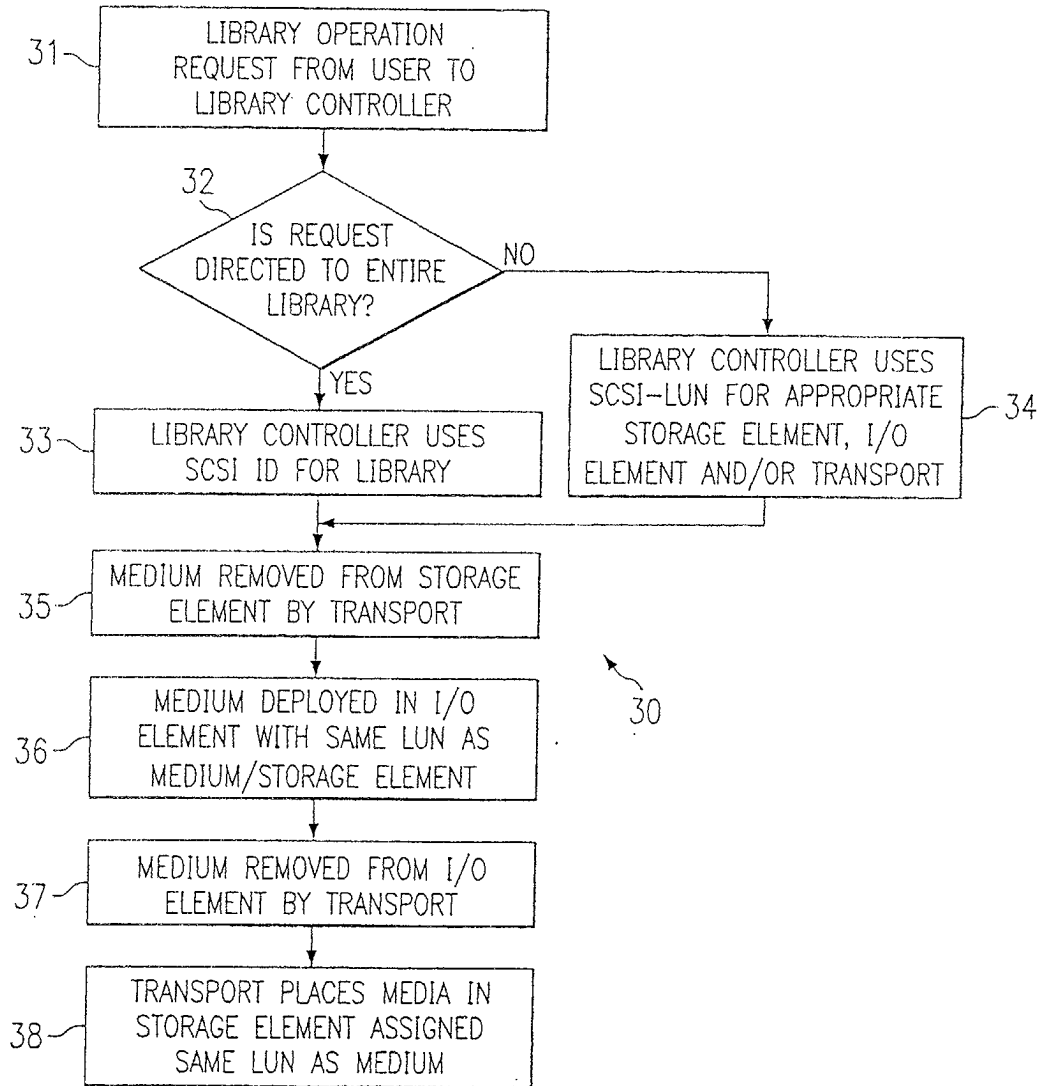 31
LIBRARY OPERATION
REQUEST FROM USER TO
LIBRARY CONTROLLER
32
IS REQUEST
DIRECTED TO ENTIRE
LIBRARY?
NO
YES
33
LIBRARY CONTROLLER USES
SCSI ID FOR LIBRARY
LIBRARY CONTROLLER USES
SCSI-LUN FOR APPROPRIATE
STORAGE ELEMENT, I/O
ELEMENT AND/OR TRANSPORT
34
35
MEDIUM REMOVED FROM STORAGE
ELEMENT BY TRANSPORT
30
36
MEDIUM DEPLOYED IN I/O
ELEMENT WITH SAME LUN AS
MEDIUM/STORAGE ELEMENT
37
MEDIUM REMOVED FROM I/O
ELEMENT BY TRANSPORT
38
TRANSPORT PLACES MEDIA IN
STORAGE ELEMENT ASSIGNED
SAME LUN AS MEDIUM